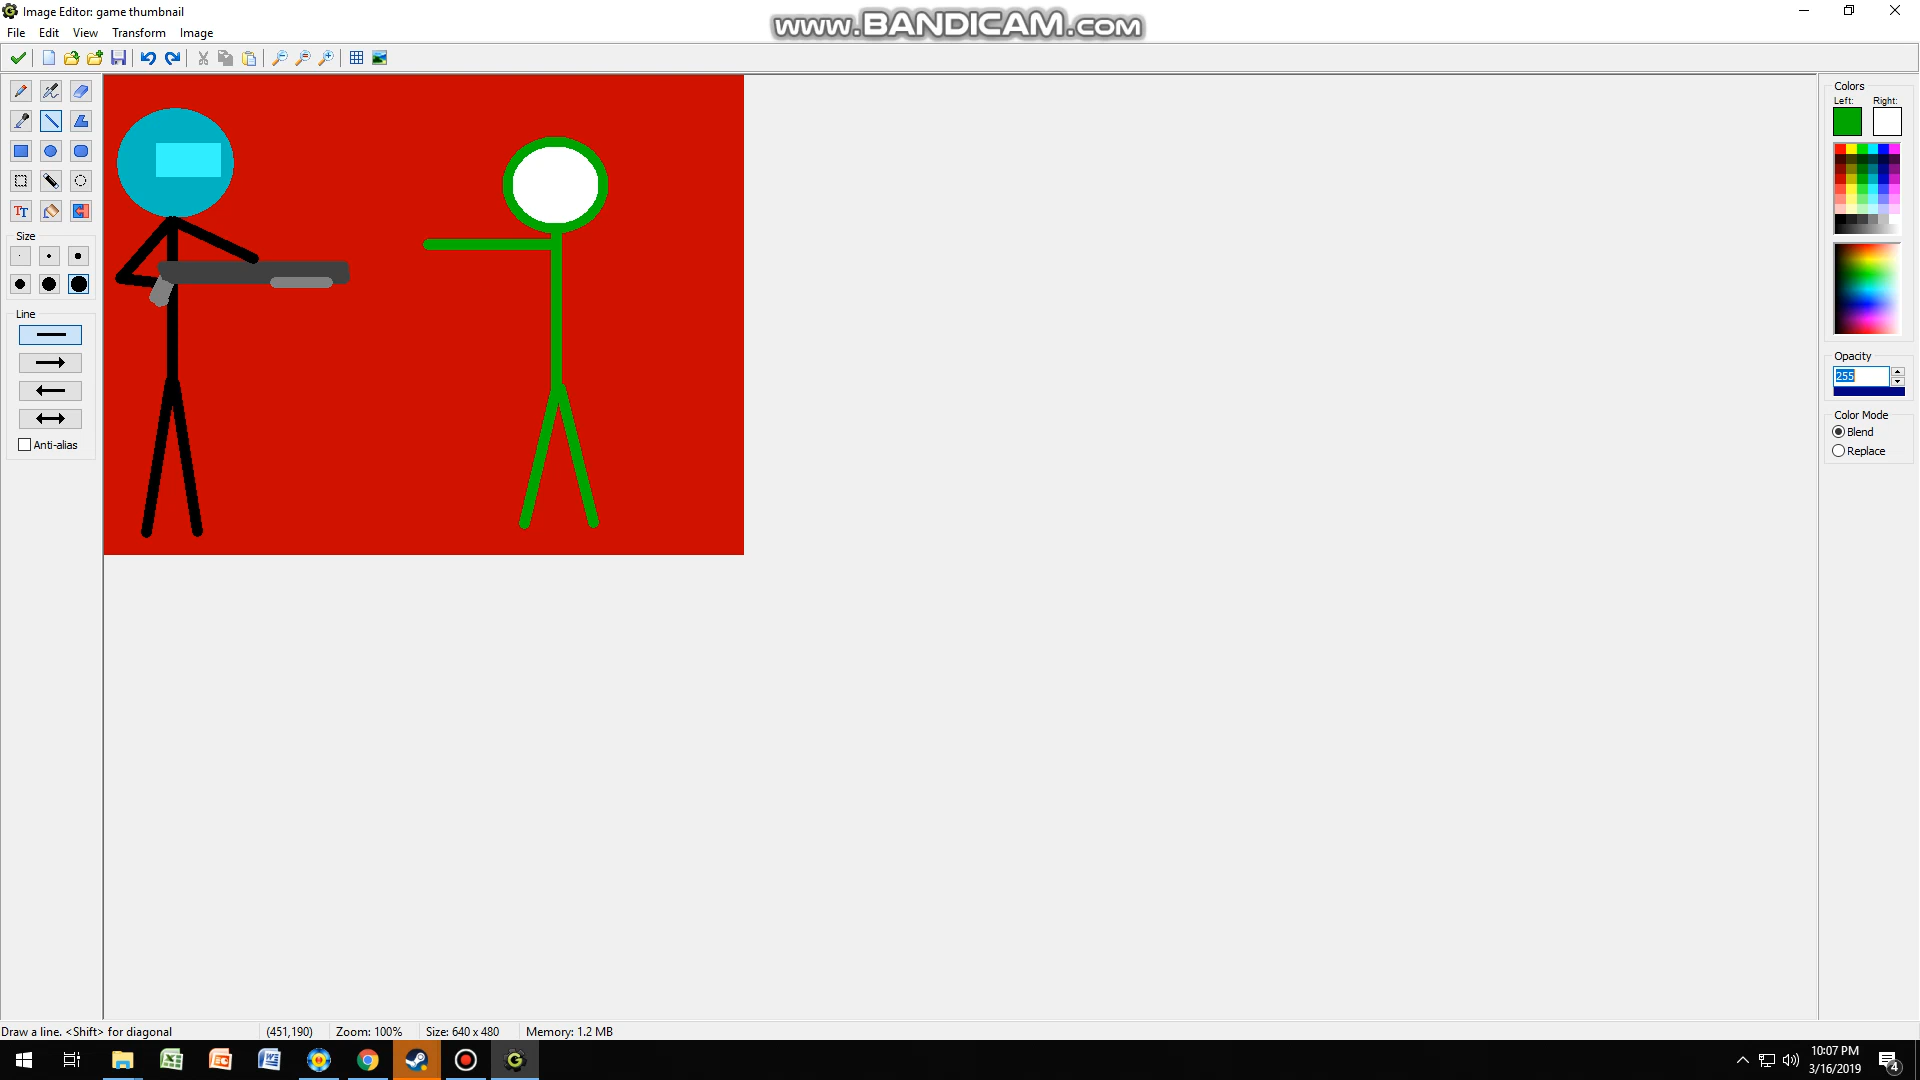 Image Editor: game thumbnail
www.BANDICAM.com
File Edit View Transform Image
Colors
Left: Right:
TT
Size
Line
Opacity
255
Color Mode
Blend
Replace
Anti-alias
Draw a line. <Shift> for diagonal (451,190) Zoom: 100% Size: 640 x 480 Memory: 1.2 MB
10:07 PM
3/16/2019
4